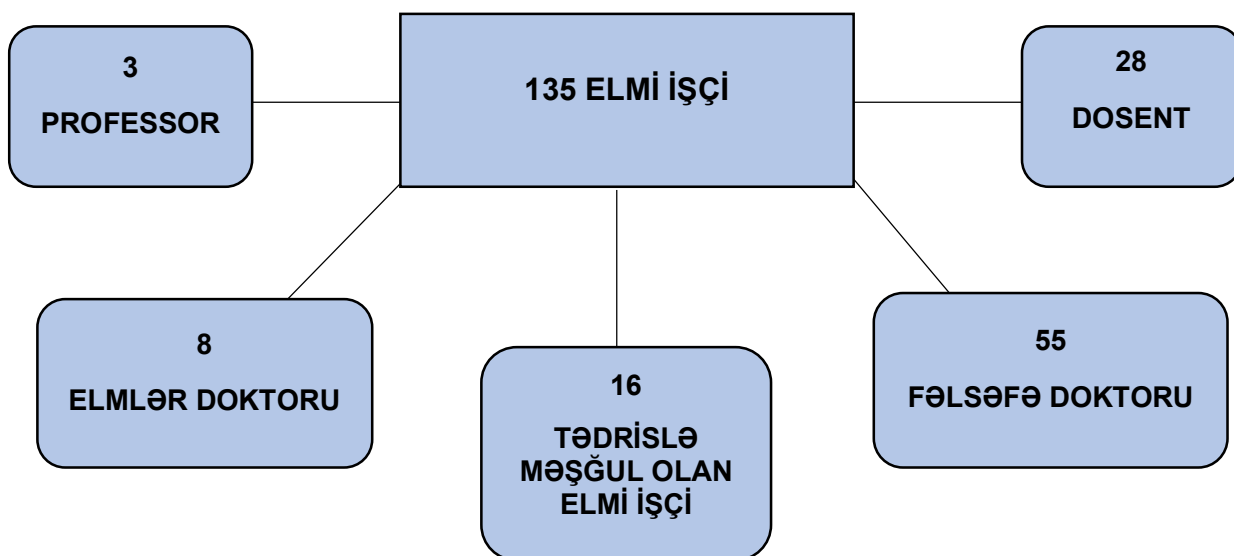 3
PROFESSOR
135 ELMİ İŞÇİ
28
DOSENT
8
ELMLƏR DOKTORU
16
TƏDRİSLƏ
MƏŞĞUL OLAN
ELMİ İŞÇİ
55
FƏLSƏFƏ DOKTORU